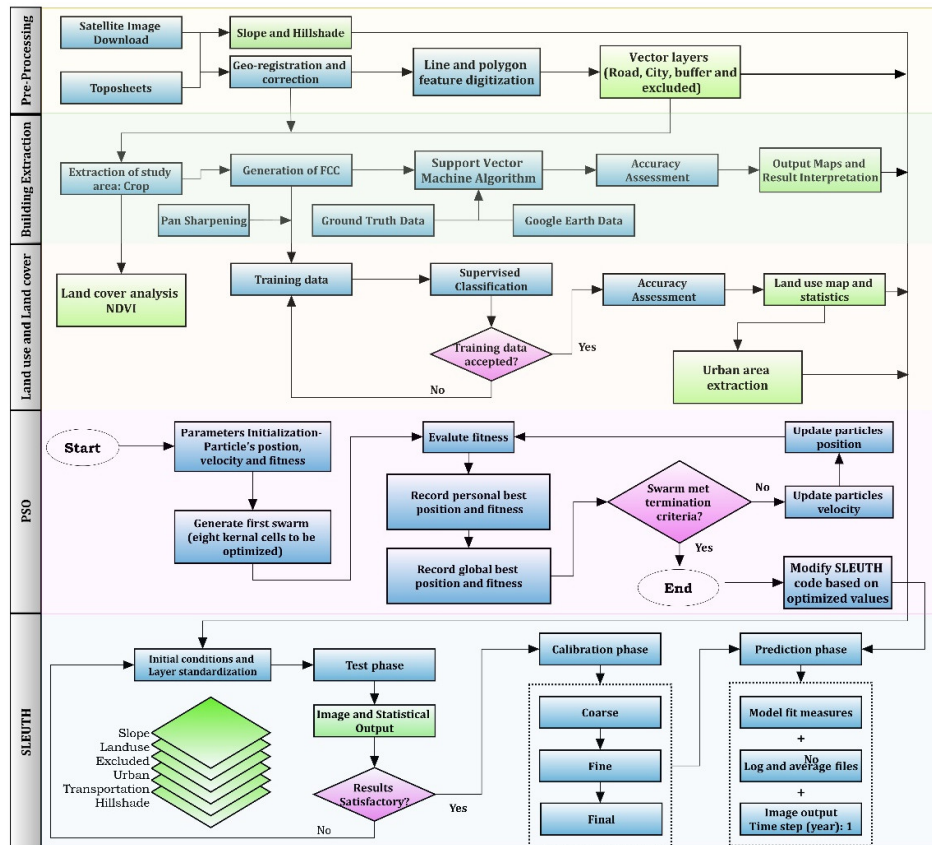 Pre-Processing
Satellite Image
Download
Slope and Hillshade
Toposheets
Geo-registration and
correction
Line and polygon
feature digitization
Vector layers
(Road, City, buffer and
excluded)
Building Extraction
Extraction of study
area: Crop
Generation of FCC
Support Vector
Machine Algorithm
Accuracy
Assessment
Output Maps and
Result Interpretation
Pan Sharpening
Ground Truth Data
Google Earth Data
Land use and Land cover
Land cover analysis
NDVI
Training data
Supervised
Classification
Accuracy
Assessment
Land use map and
statistics
Training data
accepted?
Yes
No
Urban area
extraction
PSO
Start
Parameters Initialization-
Particle's postion,
velocity and fitness
Generate first swarm
(eight kernal cells to be
optimized)
Evalute fitness
Record personal best
position and fitness
Record global best
position and fitness
Swarm met
termination
criteria?
No
Yes
Update particles
position
Update particles
velocity
End
Modify SLEUTH
code based on
optimized values
SLEUTH
Initial conditions and
Layer standardization
Test phase
Image and Statistical
Output
Results
Satisfactory?
Yes
No
Slope
Landuse
Excluded
Urban
Transportation
Hillshade
Calibration phase
Coarse
Fine
Final
Prediction phase
Model fit measures
+
No
Log and average files
+
Image output
Time step (year): 1